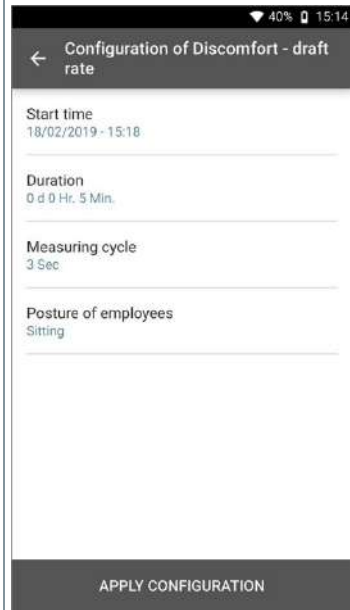 40% 15:14
Configuration of Discomfort - draft
rate
Start time
18/02/2019 - 15:18
Duration
0 d 0 Hr. 5 Min.
Measuring cycle
3 Sec
Posture of employees
Sitting
APPLY CONFIGURATION